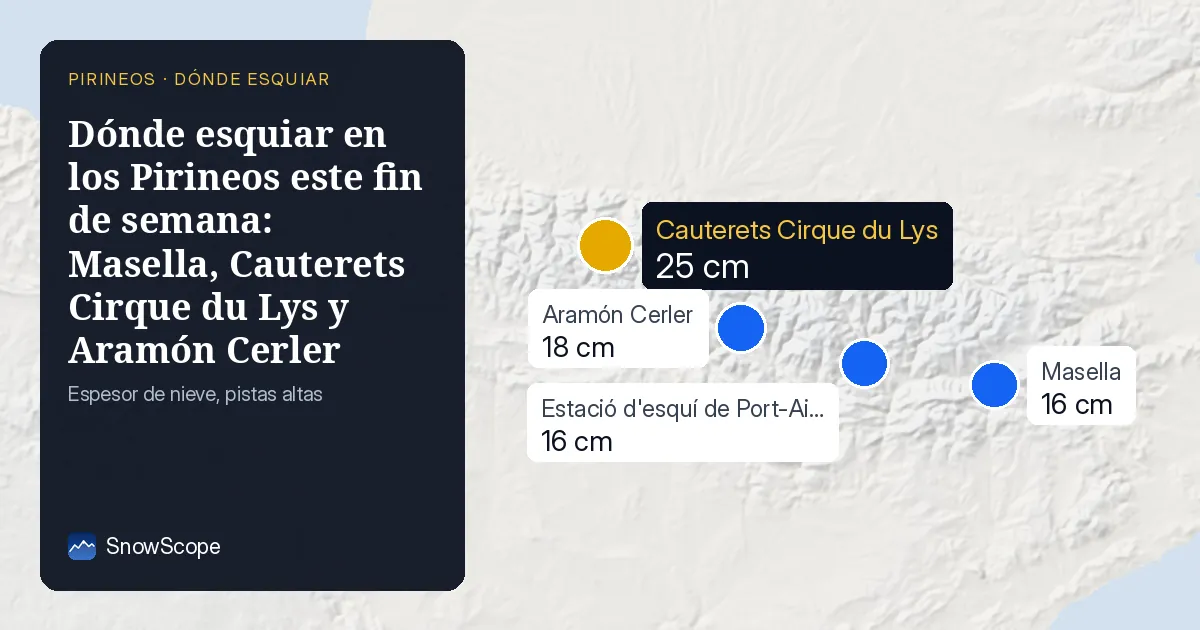 PIRINEOS · DÓNDE ESQUIAR
Dónde esquiar en
los Pirineos este fin
de semana:
Masella, Cauterets
Cirque du Lys y
Aramón Cerler
Espesor de nieve, pistas altas
SnowScope
Cauterets Cirque du Lys
25 cm
Aramón Cerler
18 cm
Estació d'esquí de Port-Ai...
16 cm
Masella
16 cm